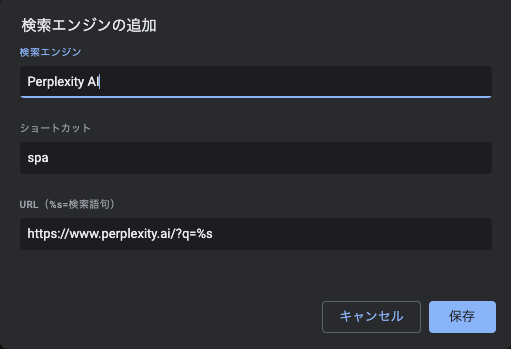 検索エンジンの追加
検索エンジン
Perplexity AI
ショートカット
spa
URL（%s=検索語句）
https://www.perplexity.ai/?q=%s
キャンセル
保存